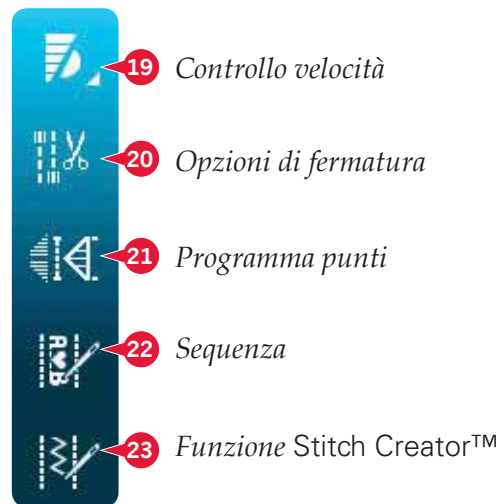 19 Controllo velocità
20 Opzioni di fermatura
21 Programma punti
22 Sequenza
23 Funzione Stitch Creator™